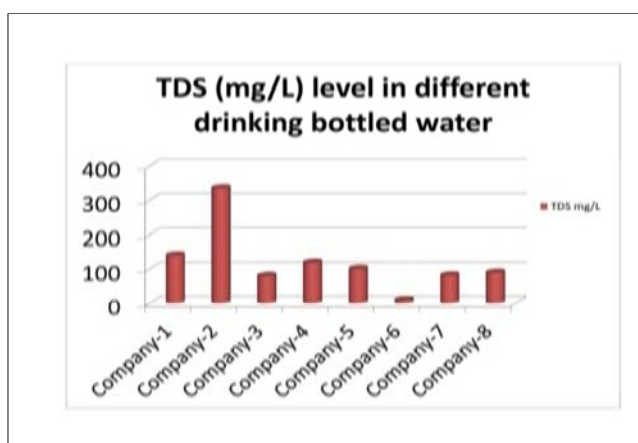 TDS (mg/L) level in different
drinking bottled water
400
300
200
100
0
TDS mg/L
Company-1
Company-2
Company-3
Company-4
Company-5
Company-6
Company-7
Company-8